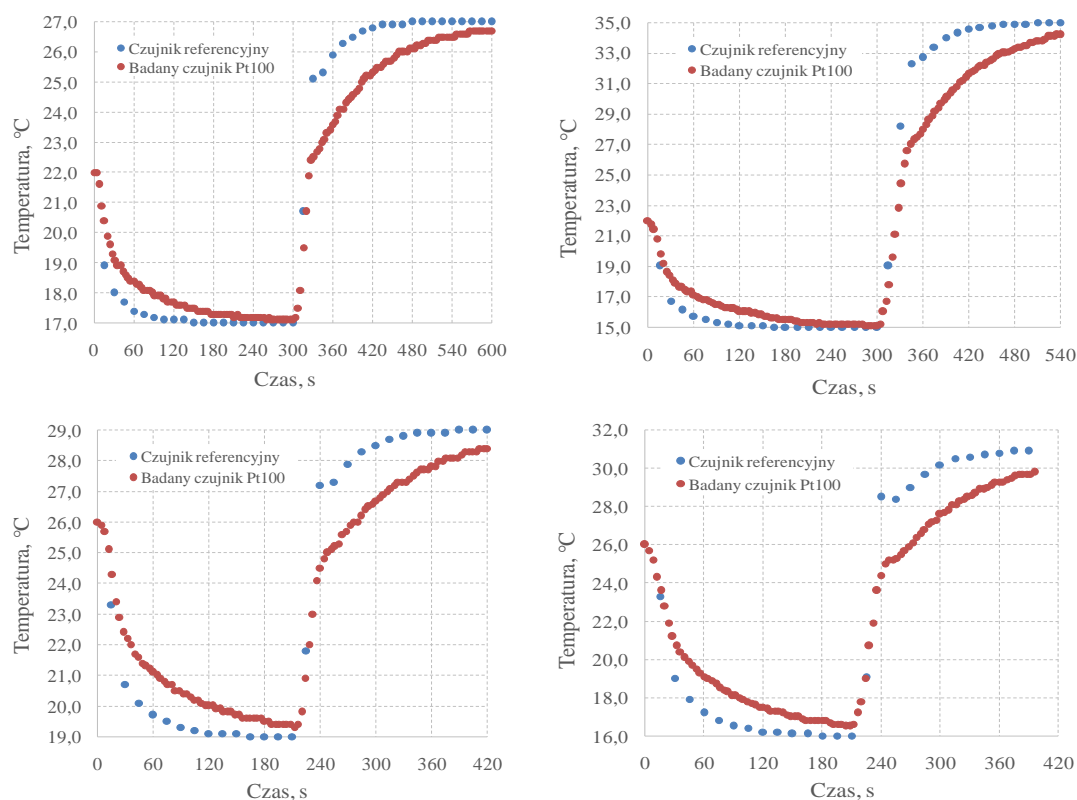 27,0
26,0
25,0
24,0
23,0
22,0
21,0
20,0
19,0
18,0
17,0
Temperatura, °C
Czujnik referencyjny
Badany czujnik Pt100
0 60 120 180 240 300 360 420 480 540 600
Czas, s
35,0
33,0
31,0
29,0
27,0
25,0
23,0
21,0
19,0
17,0
15,0
Temperatura, °C
Czujnik referencyjny
Badany czujnik Pt100
0 60 120 180 240 300 360 420 480 540
Czas, s
29,0
28,0
27,0
26,0
25,0
24,0
23,0
22,0
21,0
20,0
19,0
Temperatura, °C
Czujnik referencyjny
Badany czujnik Pt100
0 60 120 180 240 300 360 420
Czas, s
32,0
30,0
28,0
26,0
24,0
22,0
20,0
18,0
16,0
Temperatura, °C
Czujnik referencyjny
Badany czujnik Pt100
0 60 120 180 240 300 360 420
Czas, s